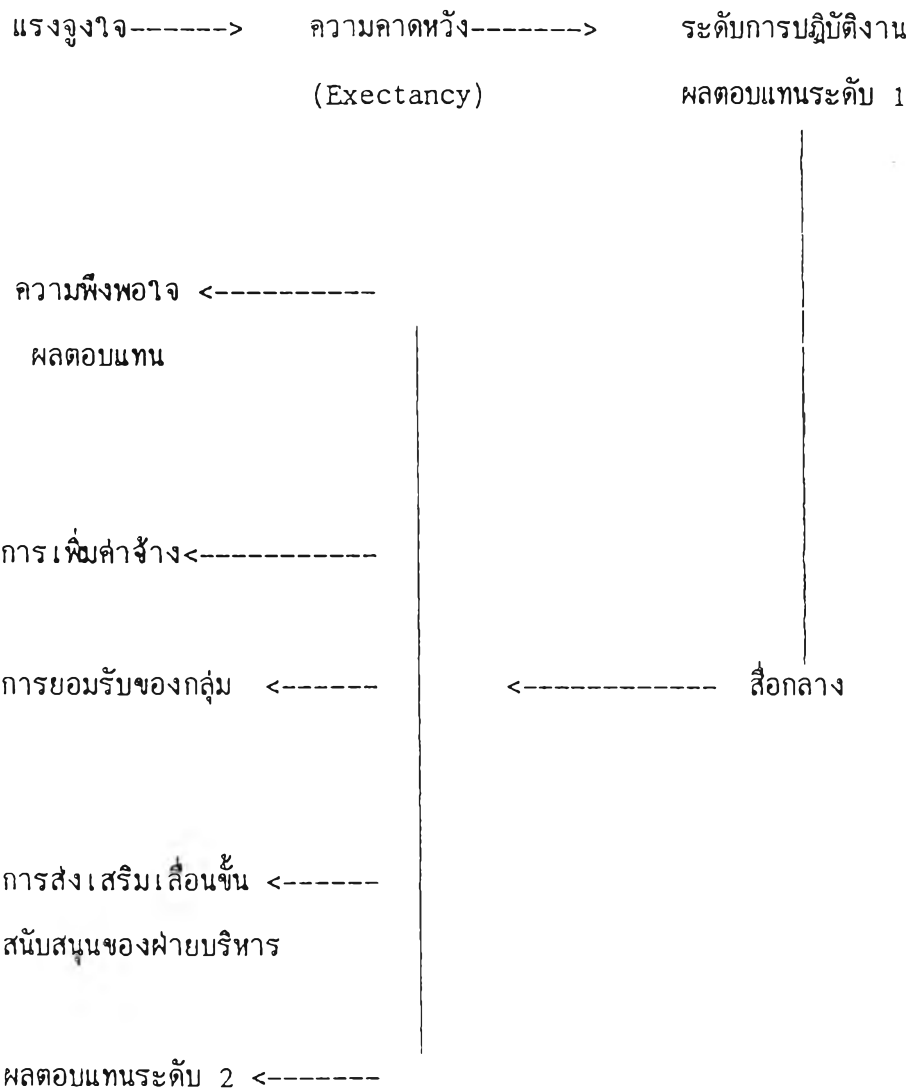 แรงจูงใจ------> ความคาดหวัง-------> ระดับการปฏิบัติงาน
(Exectancy) ผลตอบแทนระดับ 1
ความพึงพอใจ <----------
ผลตอบแทน
การเพิ่มค่าจ้าง<-----------
การยอมรับของกลุ่ม <------ <------------ สื่อกลาง
การส่งเสริมเลื่อนขั้น <------
สนับสนุนของฝ่ายบริหาร
ผลตอบแทนระดับ 2 <-------